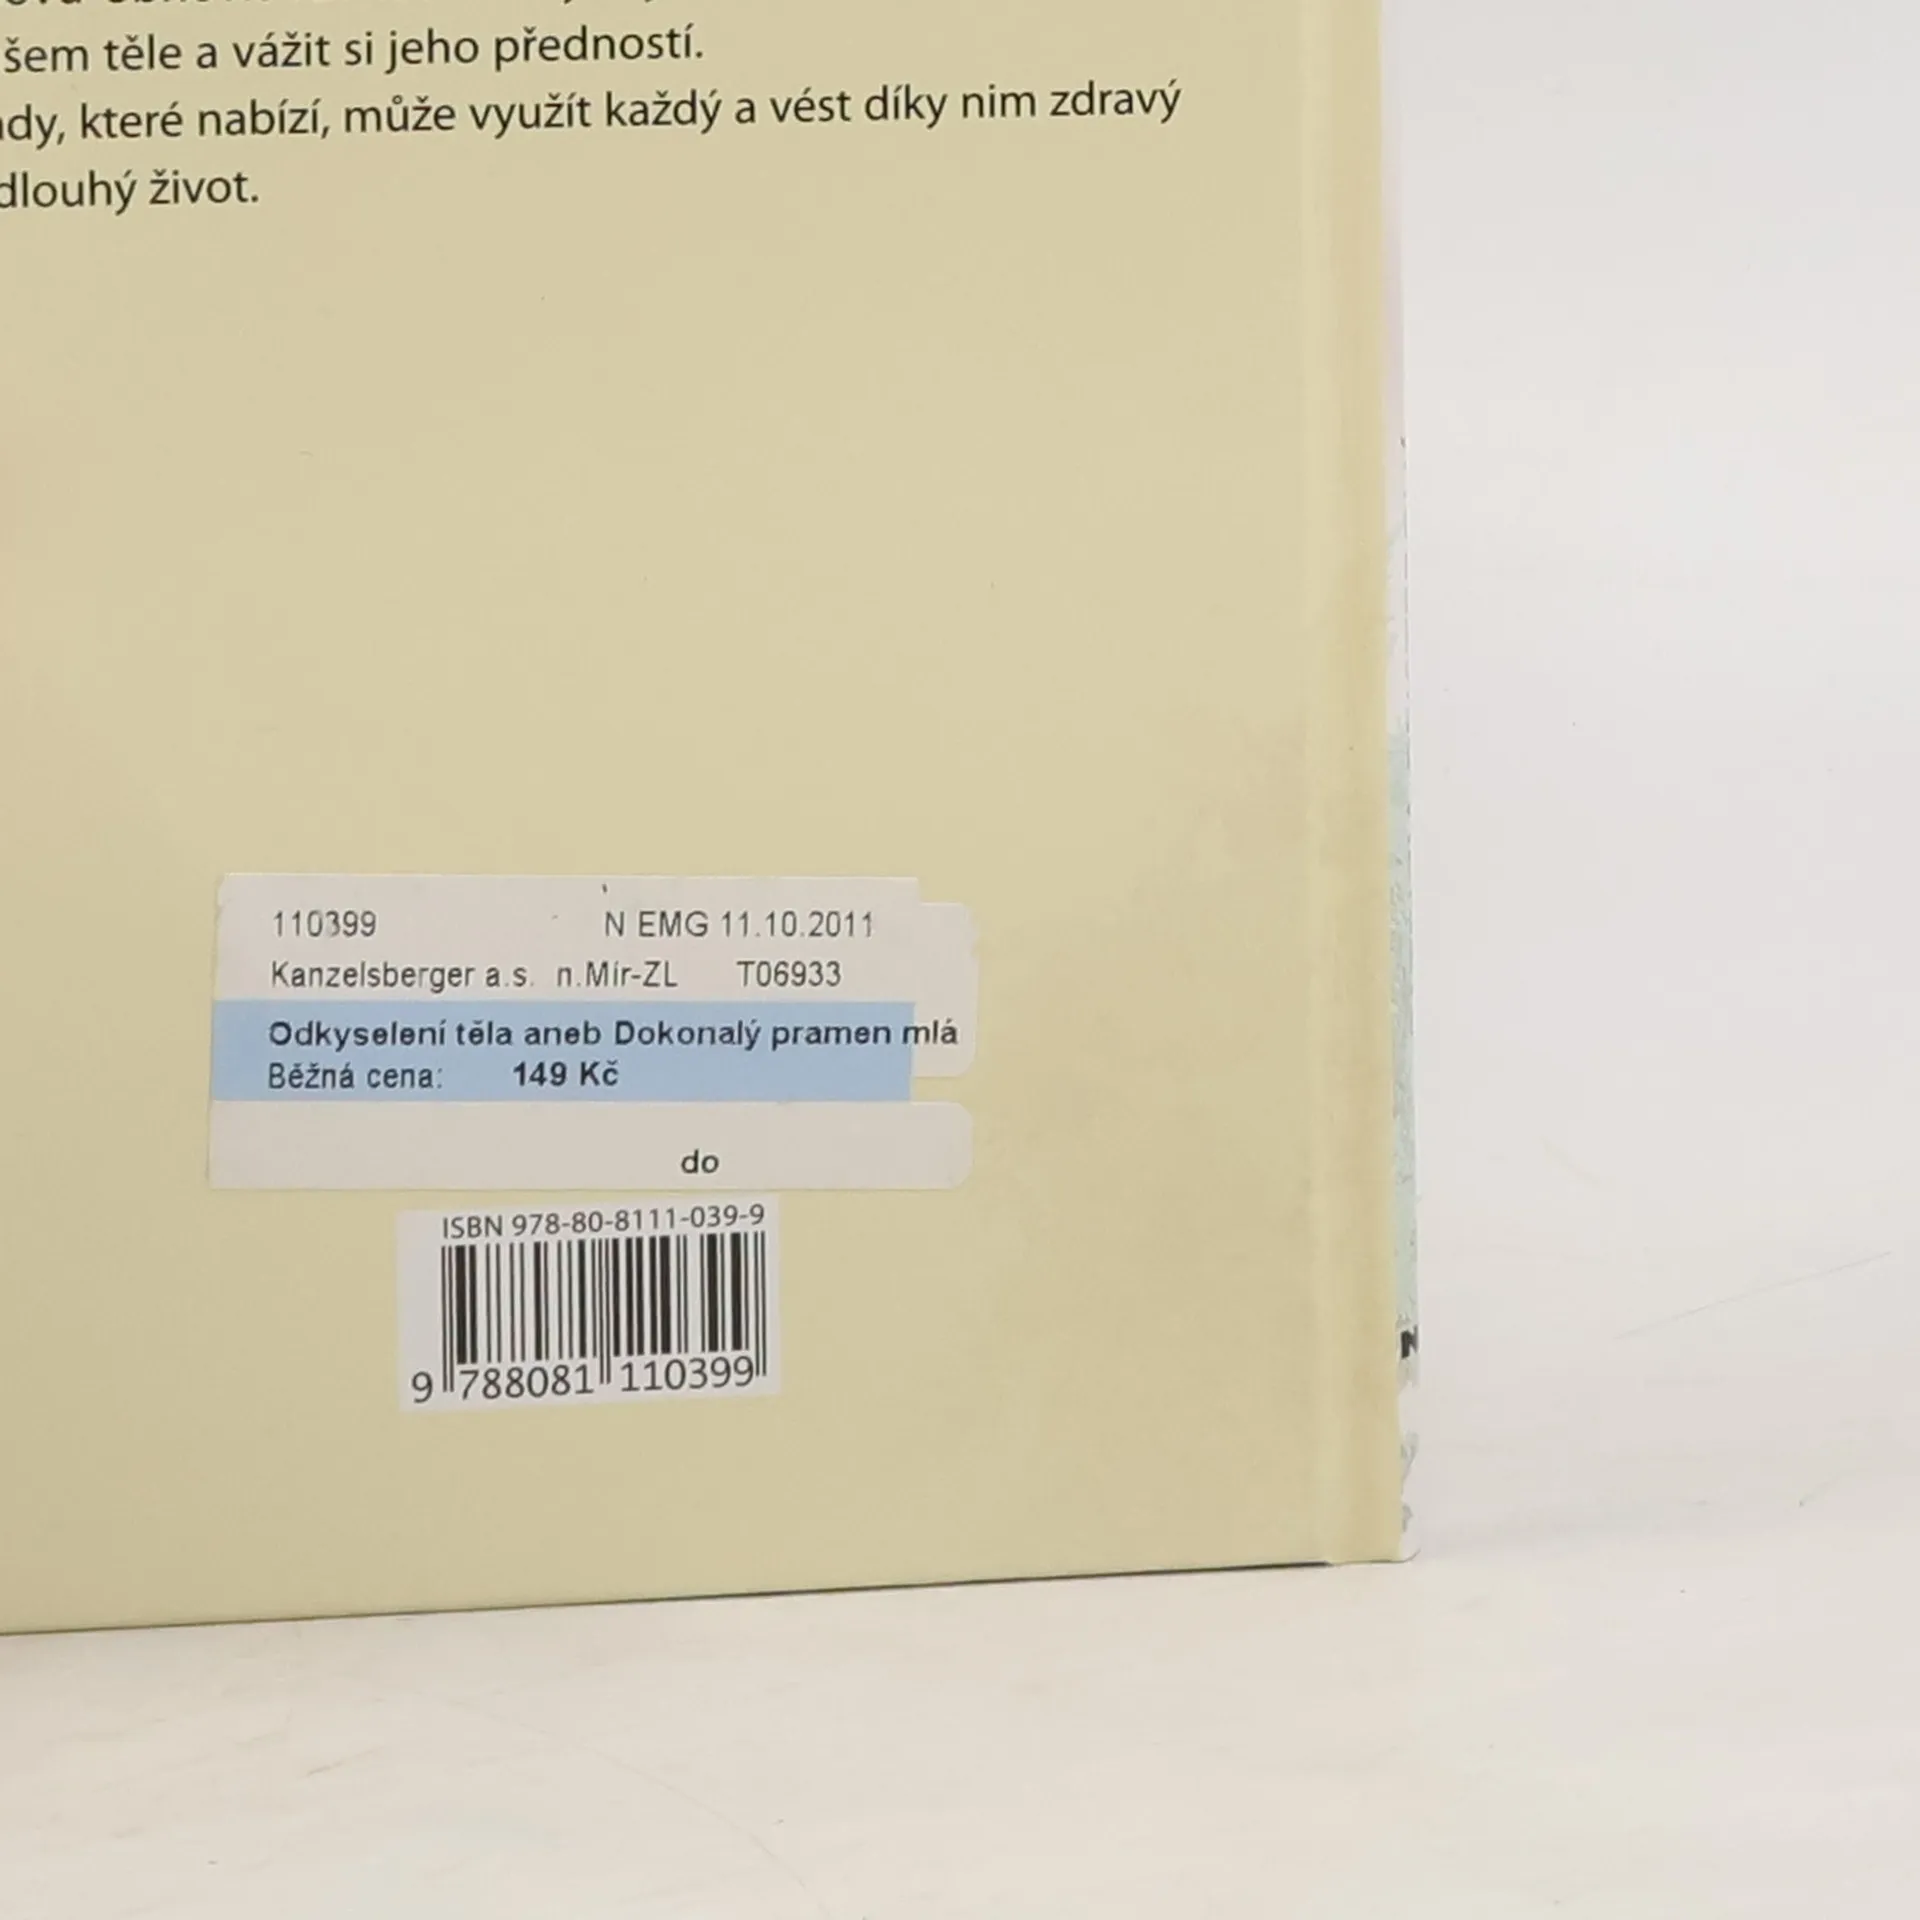 šem těle a vážit si jeho předností.
ady, které nabízí, může využít každý a vést díky nim zdravý
dlouhý život.
110399 N EMG 11.10.2011
Kanzelsberger a.s. n.Mír-ZL T06933
Odkyselení těla aneb Dokonalý pramen mlá
Běžná cena: 149 Kč
do
ISBN 978-80-8111-039-9
9 788081 110399
N